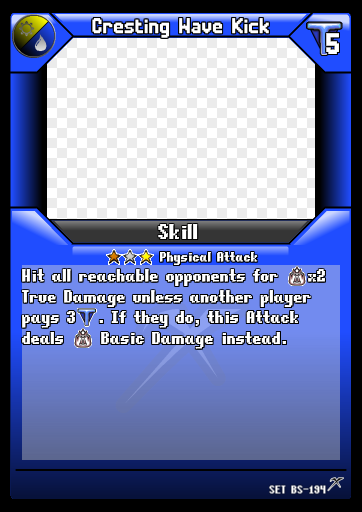 Cresting Wave Kick
5
Skill
Physical Attack
Hit all reachable opponents for x2
True Damage unless another player
pays 3. If they do, this Attack
deals Basic Damage instead.
SET BS-194